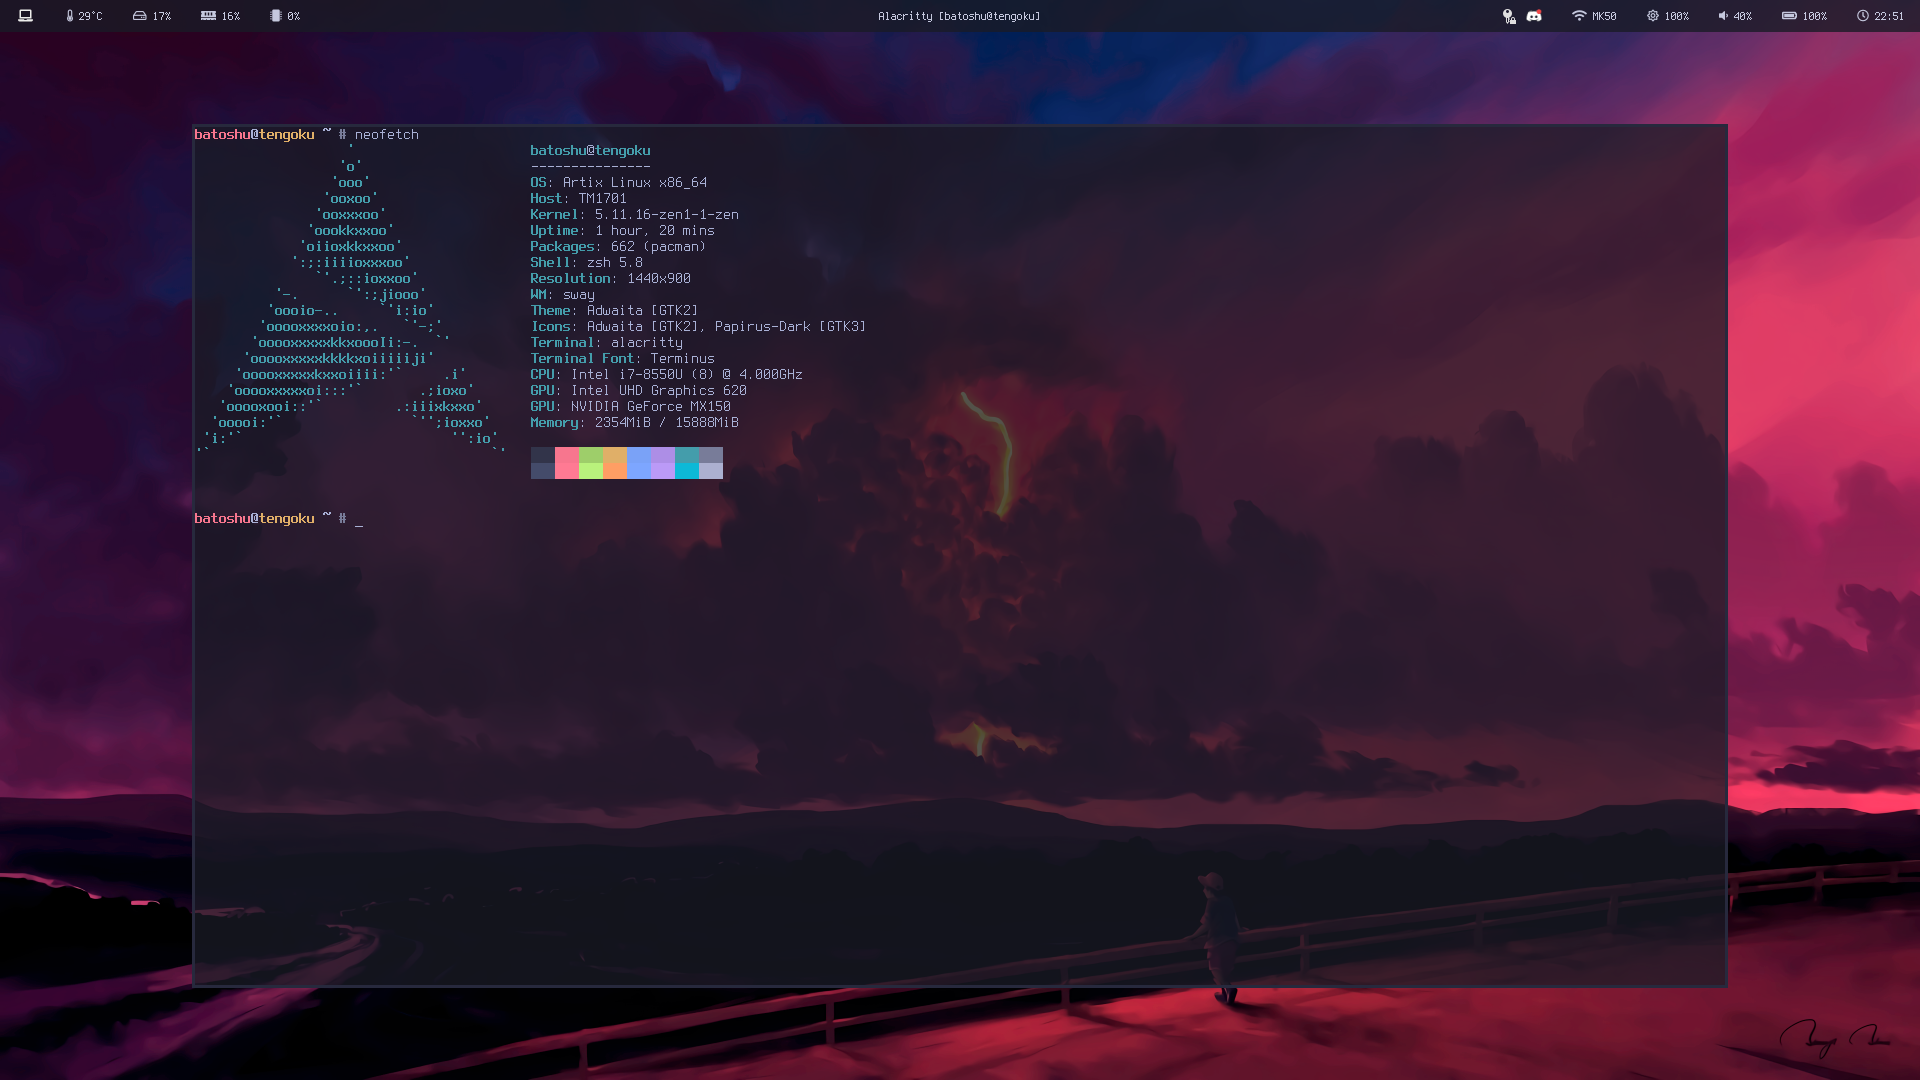 29°C 17% 16% 0% Alacritty [batoshu@tengoku] MK50 100% 40% 100% 22:51
batoshu@tengoku ~ # neofetch
' batoshu@tengoku
'o' ---------------
'ooo' OS: Artix Linux x86_64
'ooxoo' Host: TM1701
'ooxxxoo' Kernel: 5.11.16-zen1-1-zen
'oookkxxoo' Uptime: 1 hour, 20 mins
'oiioxkkxxoo' Packages: 662 (pacman)
':;:iiiioxxxoo' Shell: zsh 5.8
`'.;::ioxxoo' Resolution: 1440x900
'-. `':;jiooo' WM: sway
'oooio-.. `'i:io' Theme: Adwaita [GTK2]
'ooooxxxxoio:,. `'-;' Icons: Adwaita [GTK2], Papirus-Dark [GTK3]
'ooooxxxxxkkxoooIi:-. `' Terminal: alacritty
'ooooxxxxxkkkkxoiiiiiji' Terminal Font: Terminus
'ooooxxxxxkxxoiiii:'` .i' CPU: Intel i7-8550U (8) @ 4.000GHz
'ooooxxxxxoi:::'` .;ioxo' GPU: Intel UHD Graphics 620
'ooooxooi::'` .:iiixkxxo' GPU: NVIDIA GeForce MX150
'ooooi:'` `'';ioxxo' Memory: 2354MiB / 15888MiB
'i:'` '':io'
'` `'
batoshu@tengoku ~ # _